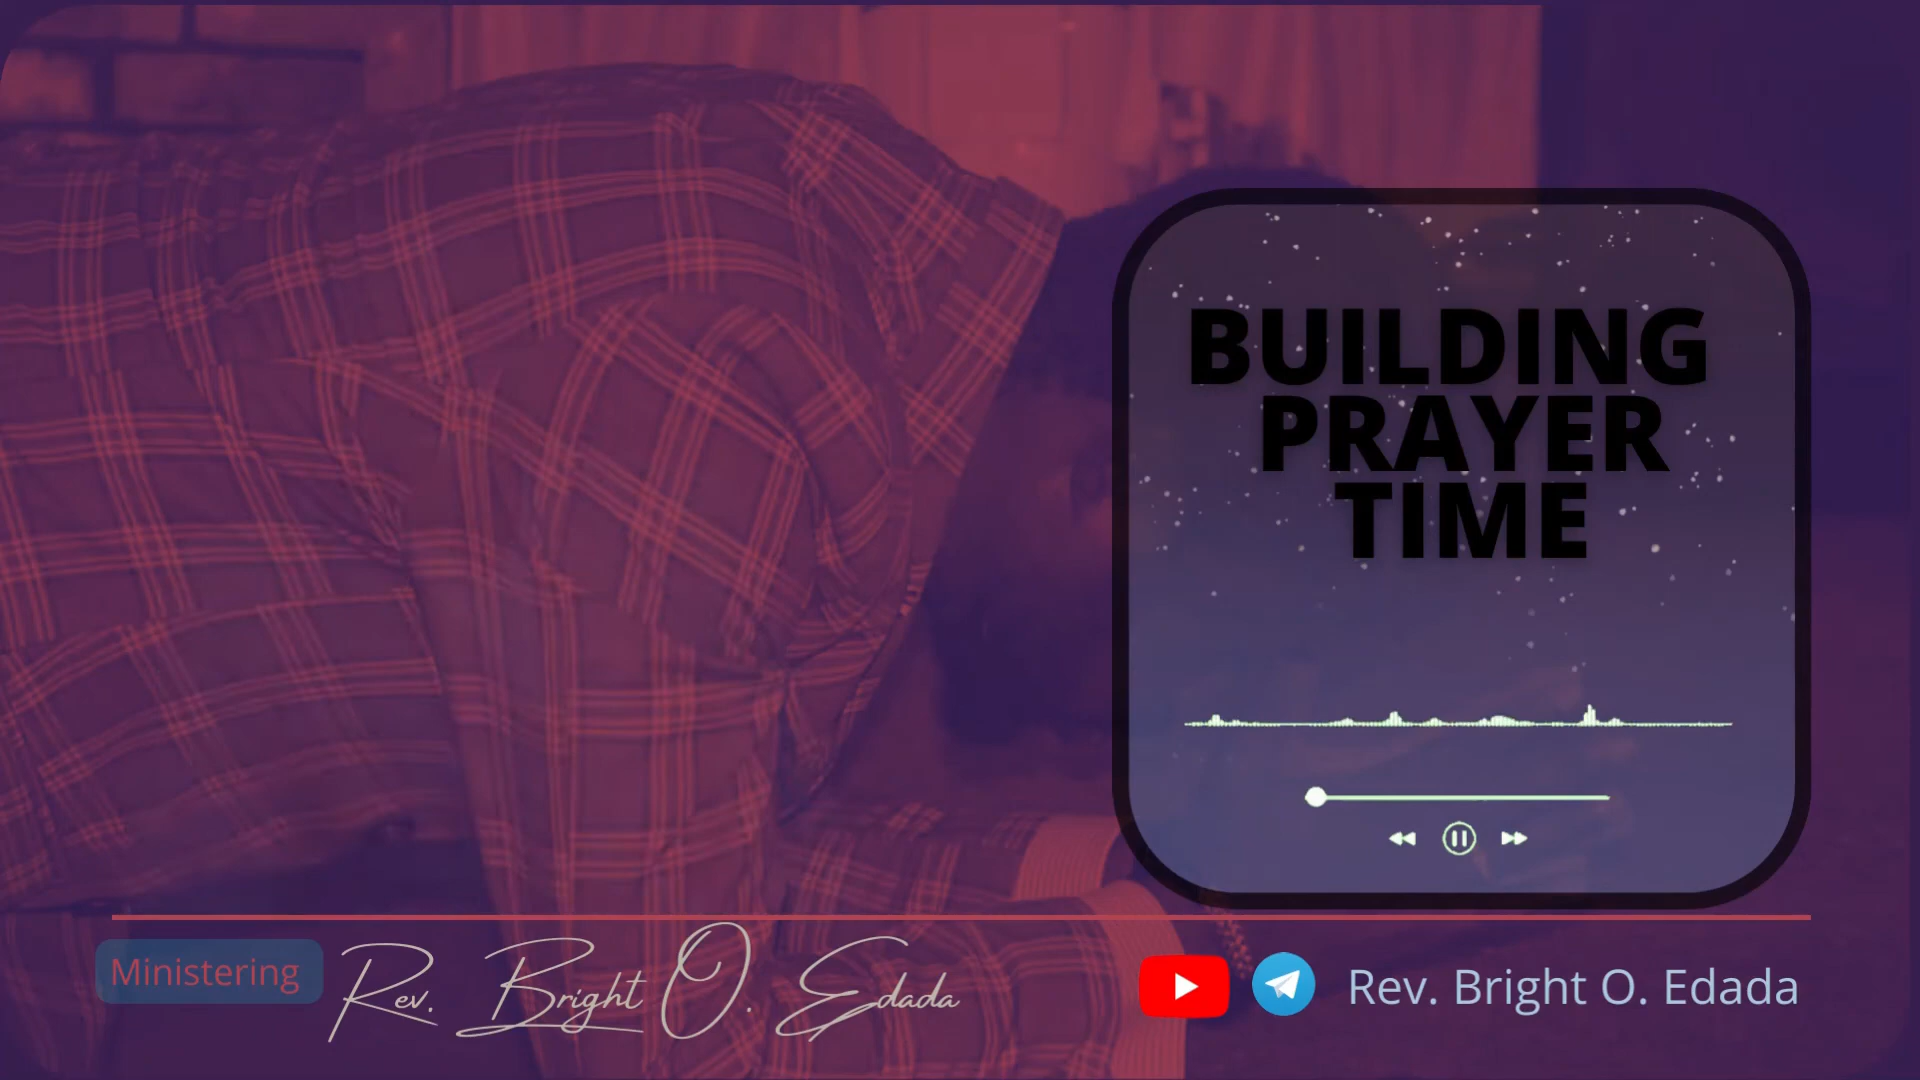 BUILDING
PRAYER
TIME
Ministering
Rev. Bright O. Edada
Rev. Bright O. Edada